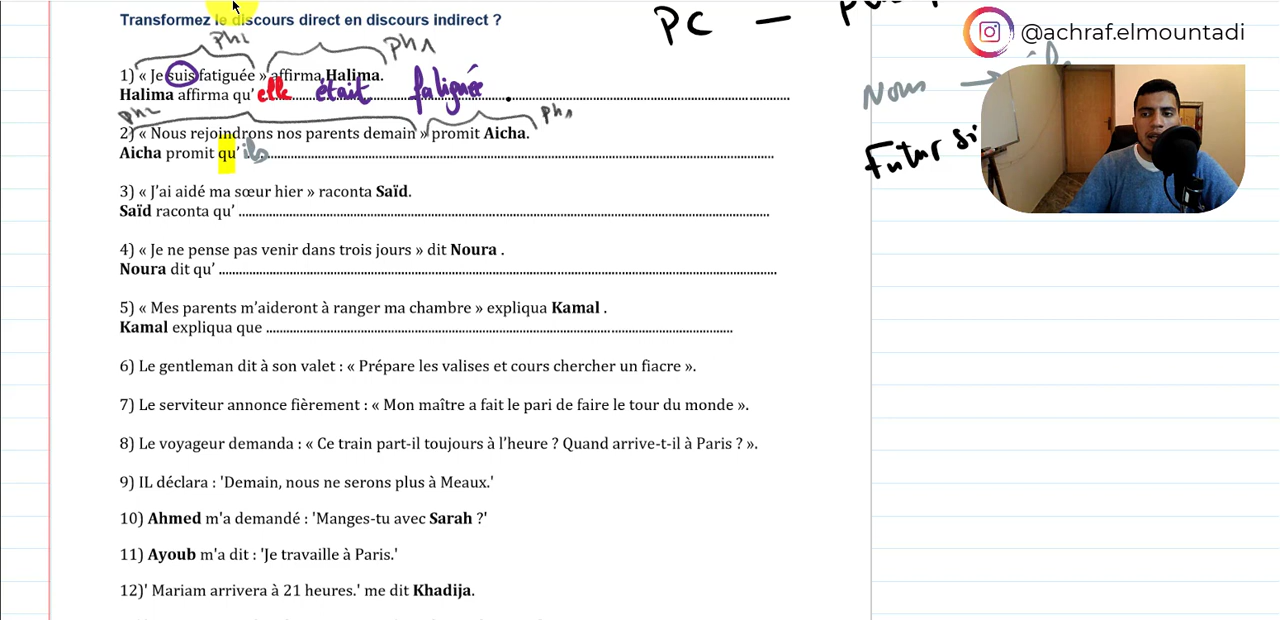 Transformez le discours direct en discours indirect ?
PC —
@achraf.elmountadi
ph2 ph1
1) « Je suis fatiguée » affirma Halima.
Halima affirma qu' elle était fatiguée .
Nous →
ph2 ph1
2) « Nous rejoindrons nos parents demain » promit Aicha.
Aicha promit qu' ils
Futur si
3) « J'ai aidé ma sœur hier » raconta Saïd.
Saïd raconta qu'
4) « Je ne pense pas venir dans trois jours » dit Noura .
Noura dit qu'
5) « Mes parents m'aideront à ranger ma chambre » expliqua Kamal .
Kamal expliqua que
6) Le gentleman dit à son valet : « Prépare les valises et cours chercher un fiacre ».
7) Le serviteur annonce fièrement : « Mon maître a fait le pari de faire le tour du monde ».
8) Le voyageur demanda : « Ce train part-il toujours à l'heure ? Quand arrive-t-il à Paris ? ».
9) IL déclara : 'Demain, nous ne serons plus à Meaux.'
10) Ahmed m'a demandé : 'Manges-tu avec Sarah ?'
11) Ayoub m'a dit : 'Je travaille à Paris.'
12)' Mariam arrivera à 21 heures.' me dit Khadija.